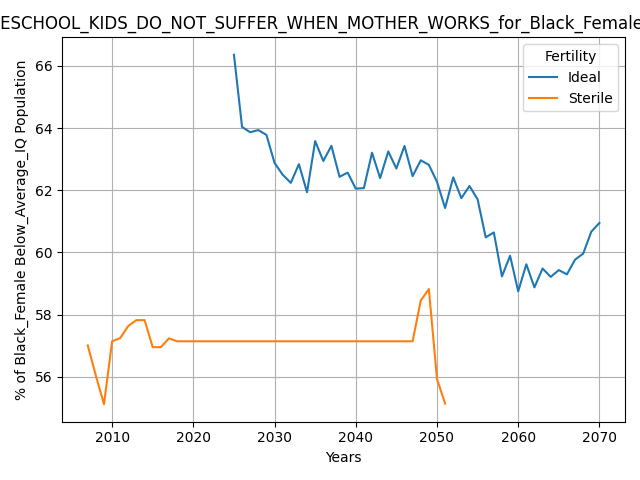 ESCHOOL_KIDS_DO_NOT_SUFFER_WHEN_MOTHER_WORKS_for_Black_Female
% of Black_Female Below_Average_IQ Population
66
64
62
60
58
56
Fertility
Ideal
Sterile
2010 2020 2030 2040 2050 2060 2070
Years